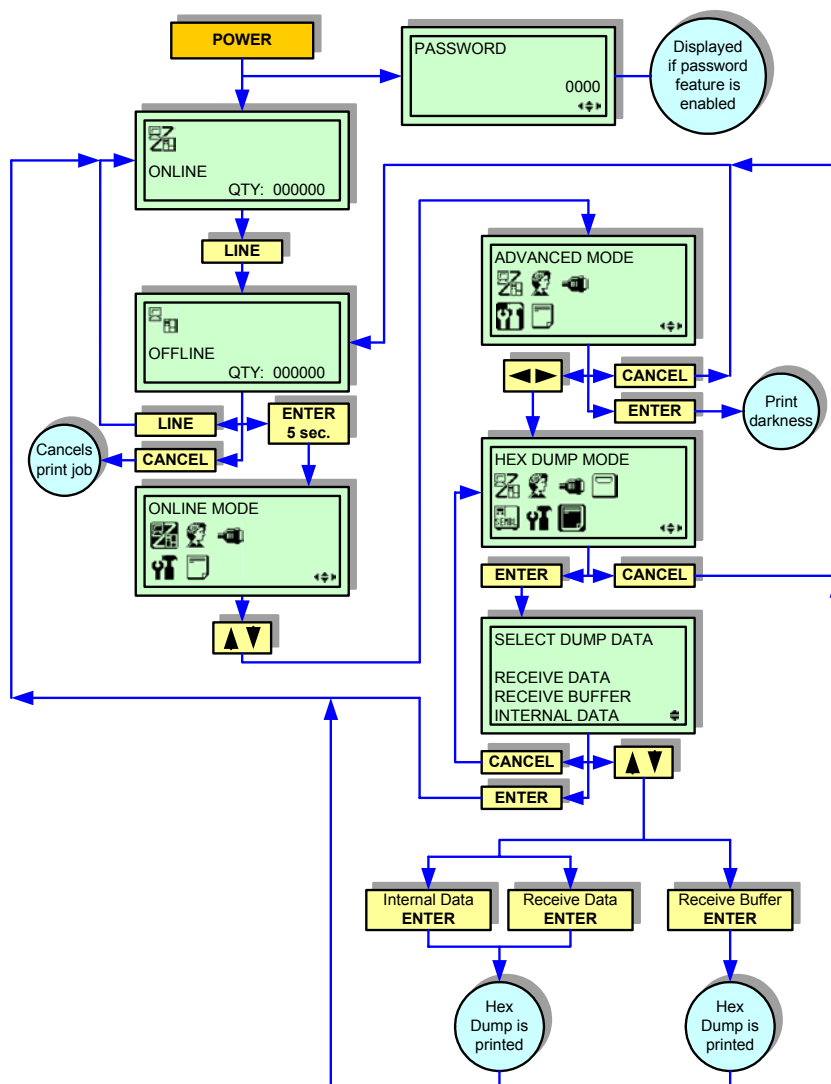 POWER
PASSWORD
0000
Displayed
if password
feature is
enabled
ONLINE
QTY: 000000
LINE
OFFLINE
QTY: 000000
LINE
ENTER
5 sec.
CANCEL
Cancels
print job
ONLINE MODE
ADVANCED MODE
CANCEL
ENTER
Print
darkness
HEX DUMP MODE
SEMBL
ENTER
CANCEL
SELECT DUMP DATA
RECEIVE DATA
RECEIVE BUFFER
INTERNAL DATA
CANCEL
ENTER
Internal Data
ENTER
Receive Data
ENTER
Receive Buffer
ENTER
Hex
Dump is
printed
Hex
Dump is
printed